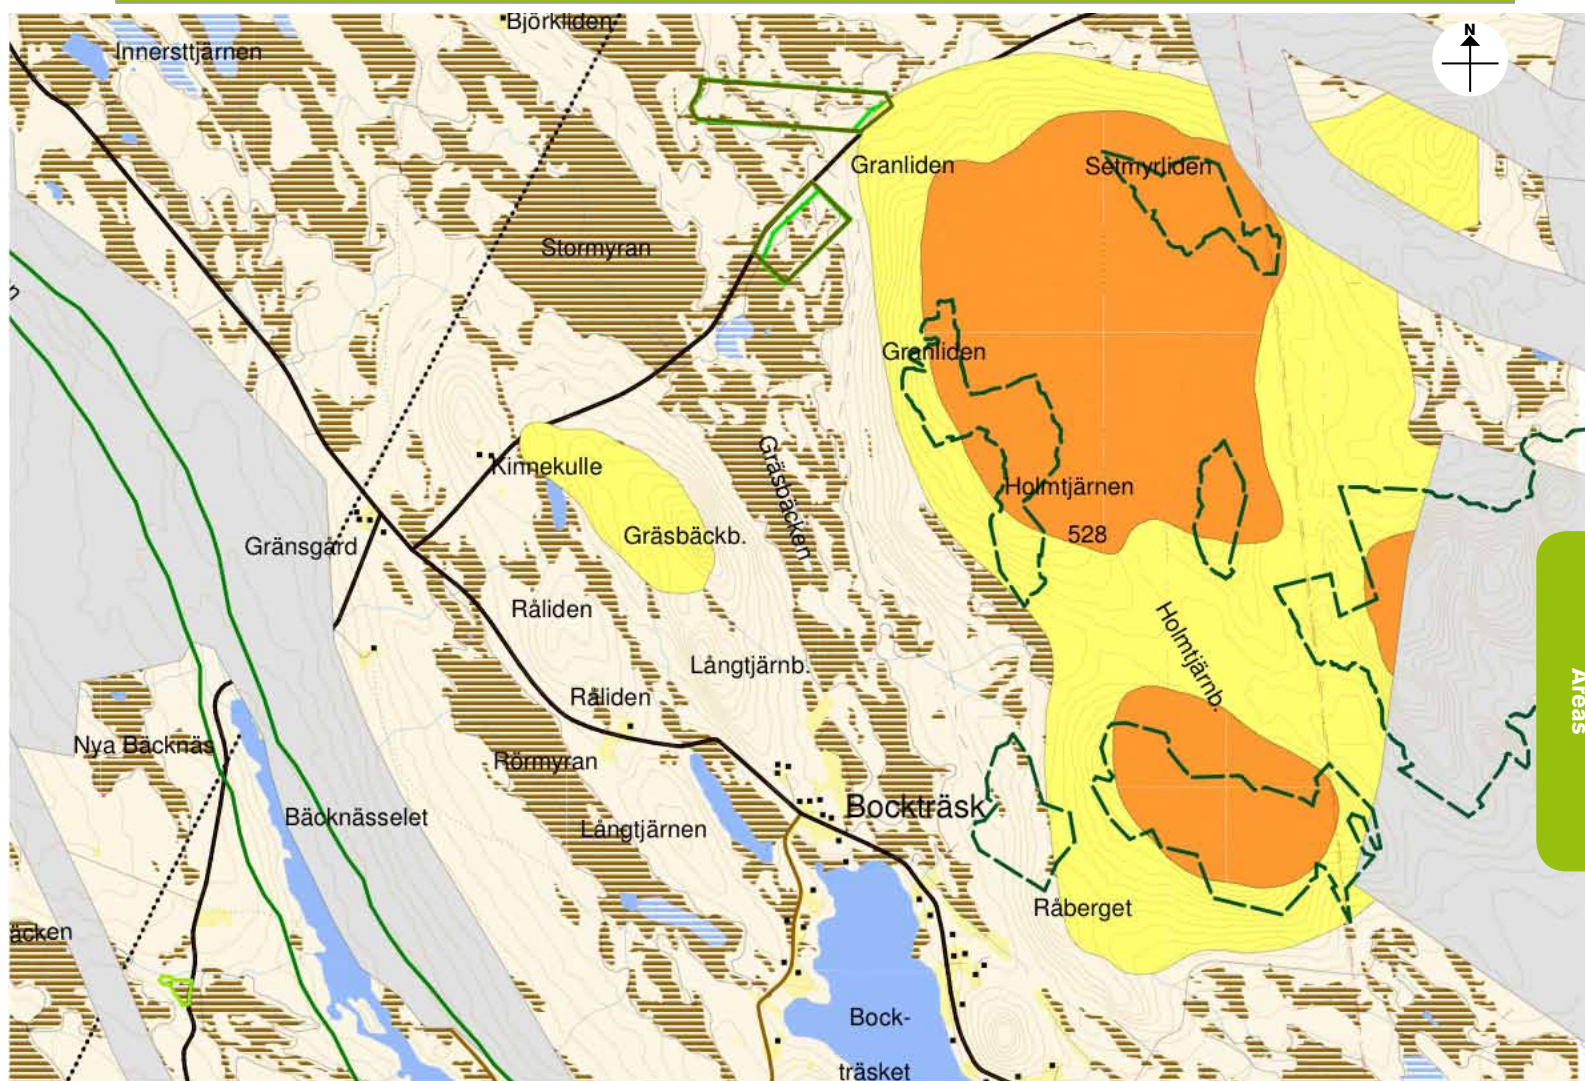 Björkliden
N
Innersttjärnen
Granliden
Setmyrliden
Stormyran
n
Granliden
Kinnekulle
Gräsbäcken
Holmtjärnen
Gräsbäckb.
528
Gränsgård
Råliden
Holmtjärnb.
Långtjärnb.
Råliden
Areas
Nya Bäcknäs
Rörmyran
Bäcknässelet
Långtjärnen
Bockträsk
Råberget
äcken
Bock-
träsket